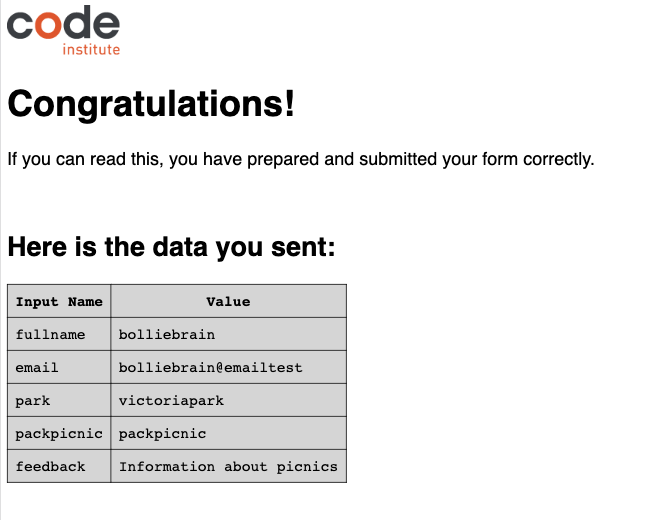 code
institute
Congratulations!
If you can read this, you have prepared and submitted your form correctly.
Here is the data you sent:
Input Name Value
fullname bolliebrain
email bolliebrain@emailtest
park victoriapark
packpicnic packpicnic
feedback Information about picnics